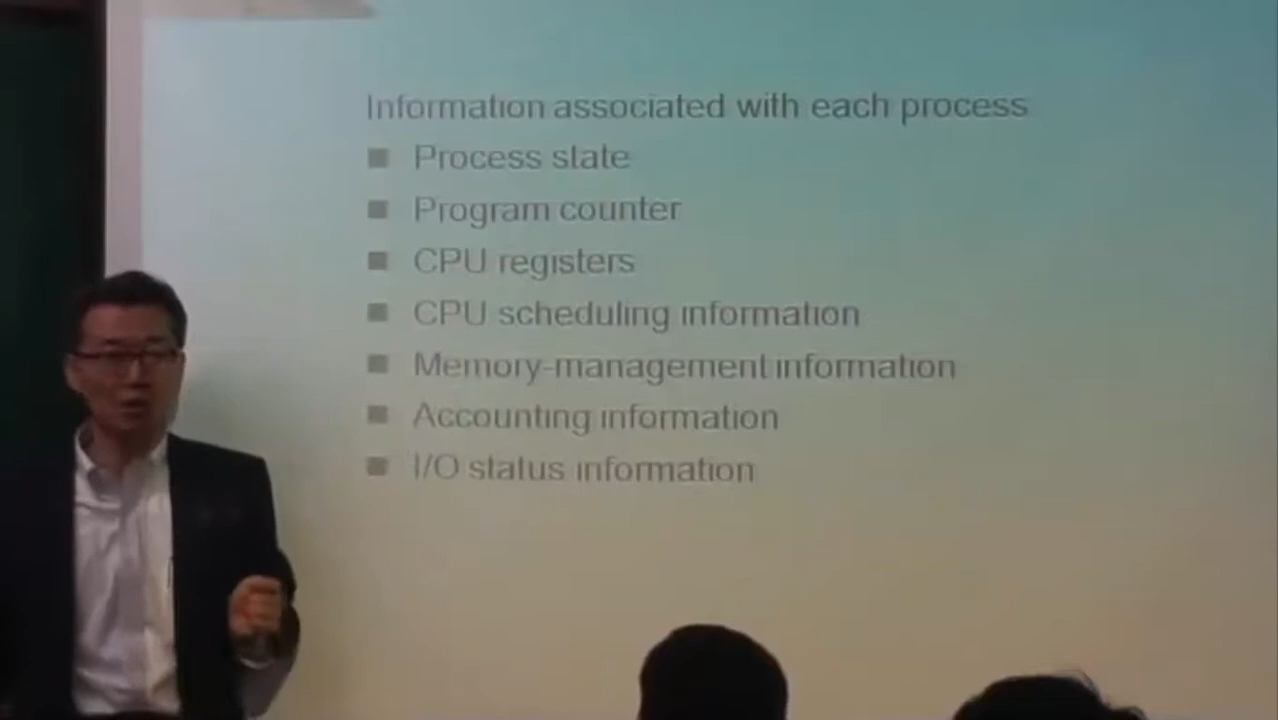 Information associated with each process
Process state
Program counter
CPU registers
CPU scheduling information
Memory-management information
Accounting information
I/O status information